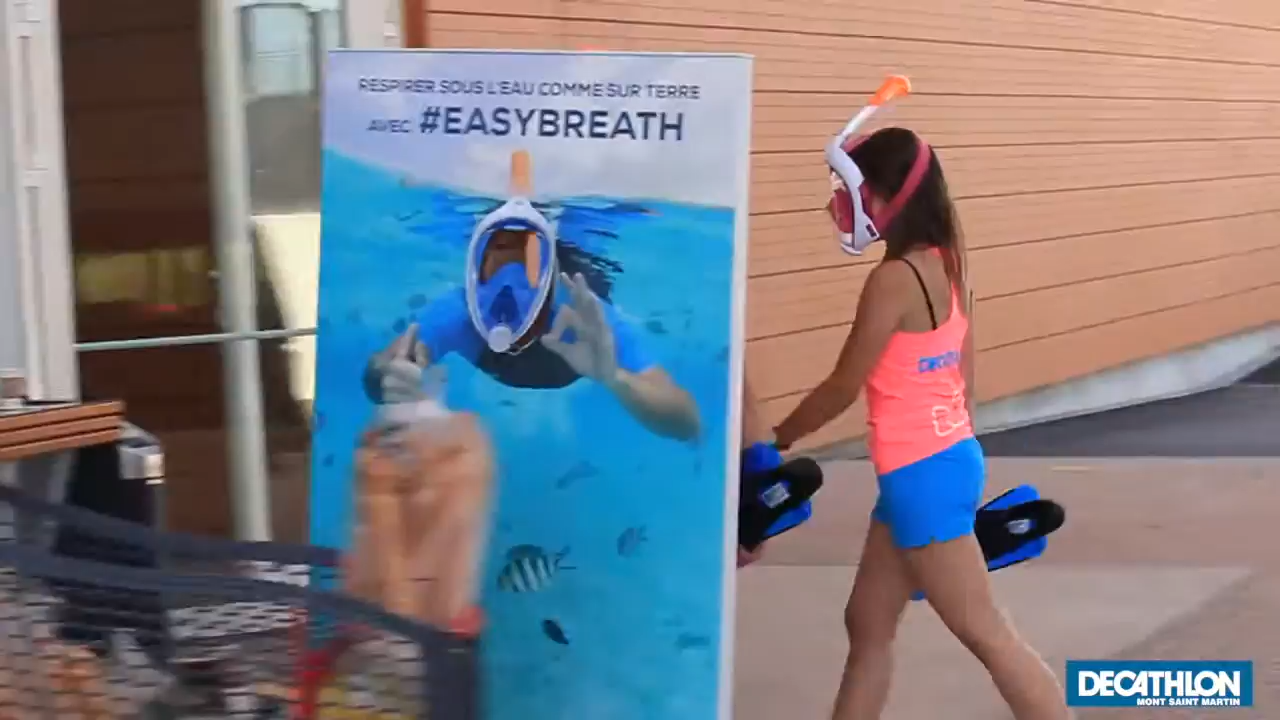 RESPIRER SOUS L'EAU COMME SUR TERRE
AVEC #EASYBREATH
DECATHLON
MONT SAINT MARTIN